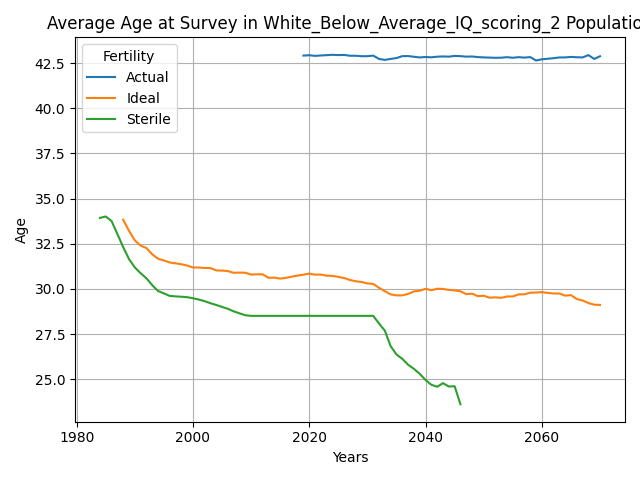 Average Age at Survey in White_Below_Average_IQ_scoring_2 Populatio
Fertility
Actual
Ideal
Sterile
42.5
40.0
37.5
35.0
32.5
30.0
27.5
25.0
Age
1980
2000
2020
2040
2060
Years